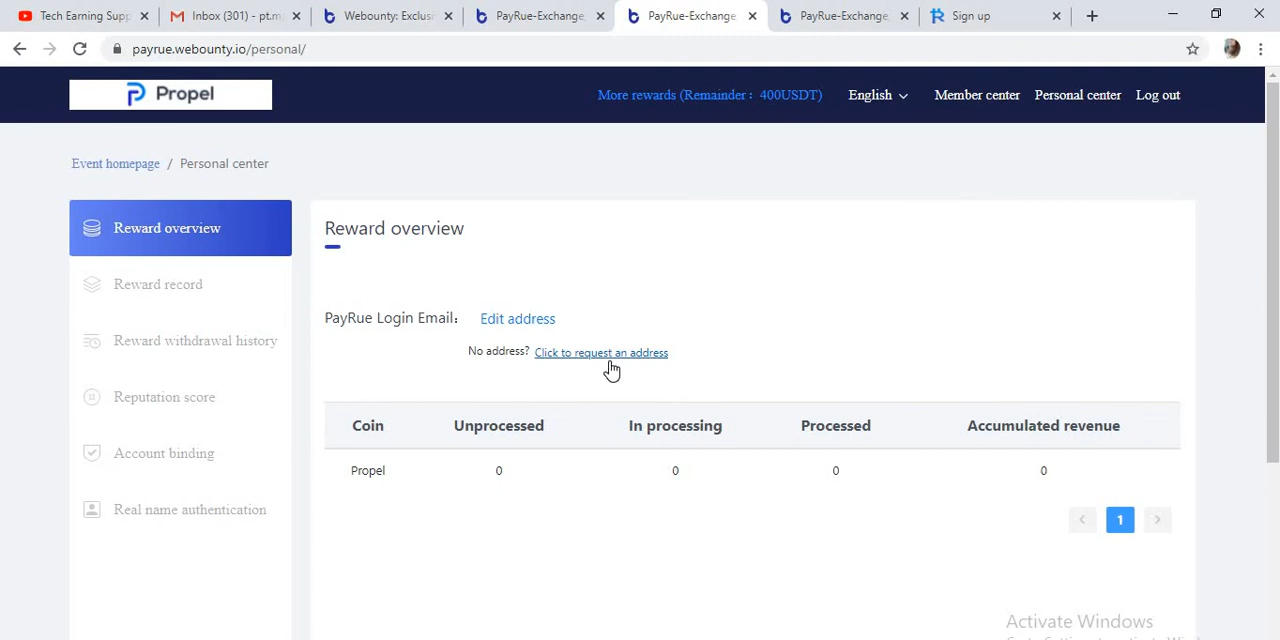 Tech Earning Supp
Inbox (301) - pt.m
Webounty: Exclusi
PayRue-Exchange,
PayRue-Exchange,
PayRue-Exchange,
Sign up
payrue.webounty.io/personal/
Propel
More rewards (Remainder： 400USDT)
English
Member center
Personal center
Log out
Event homepage / Personal center
Reward overview
Reward record
Reward withdrawal history
Reputation score
Account binding
Real name authentication
Reward overview
PayRue Login Email： Edit address
No address? Click to request an address
Coin Unprocessed In processing Processed Accumulated revenue
Propel 0 0 0 0
1
Activate Windows